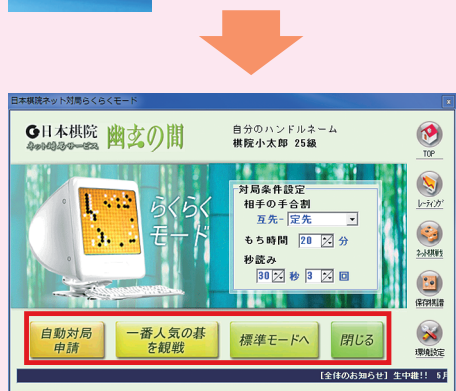 日本棋院ネット対局らくらくモード
日本棋院
ネット対局サービス
幽玄の間
自分のハンドルネーム
棋院小太郎 25級
TOP
らくらく
モード
対局条件設定
相手の手合割
互先- 定先
もち時間 20 分
秒読み
30 秒 3 回
レーティング
ネット棋戦
保存棋譜
環境設定
自動対局
申請
一番人気の碁
を観戦
標準モードへ
閉じる
【全体のお知らせ】生中継!! 5月